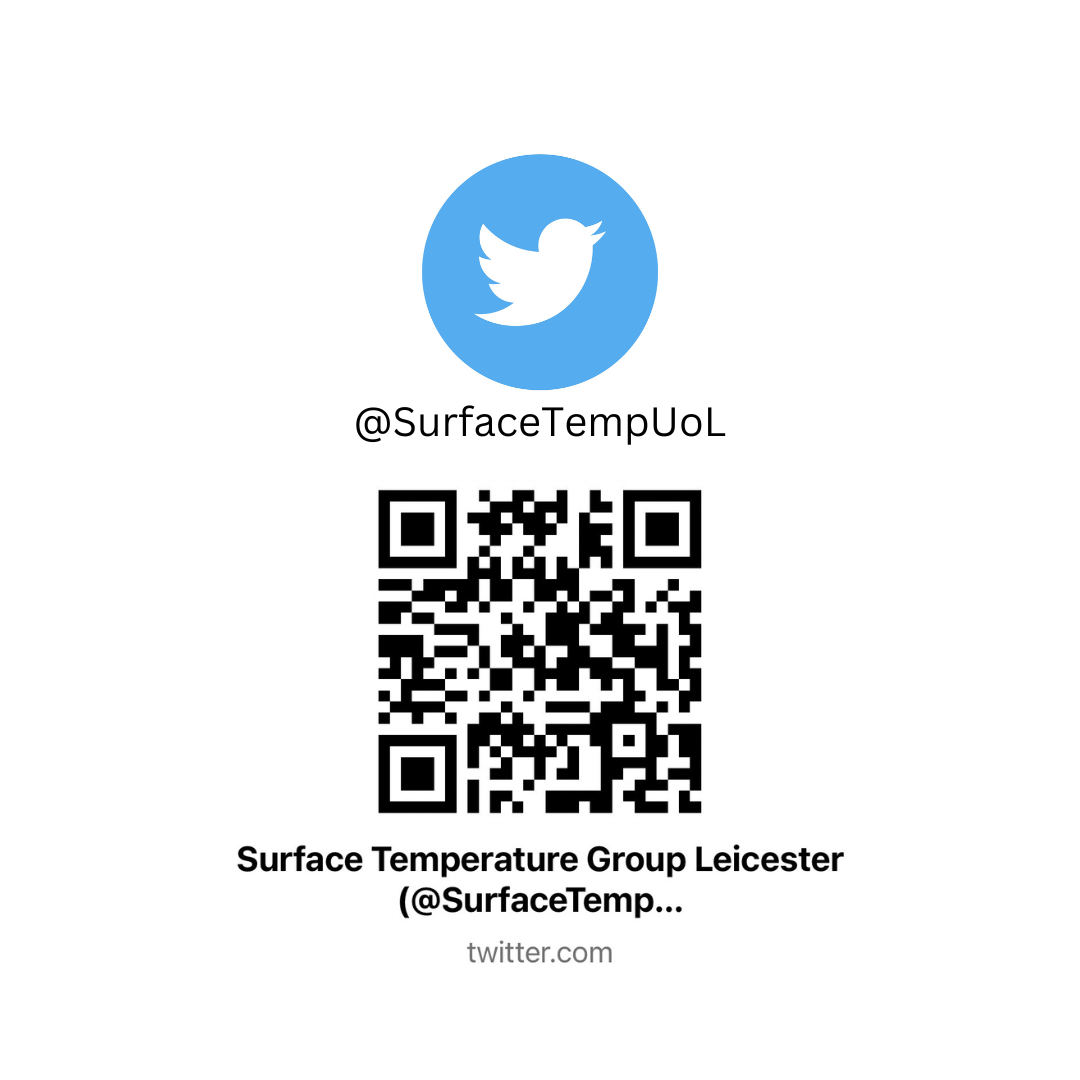 @SurfaceTempUoL
Surface Temperature Group Leicester
(@SurfaceTemp...
twitter.com